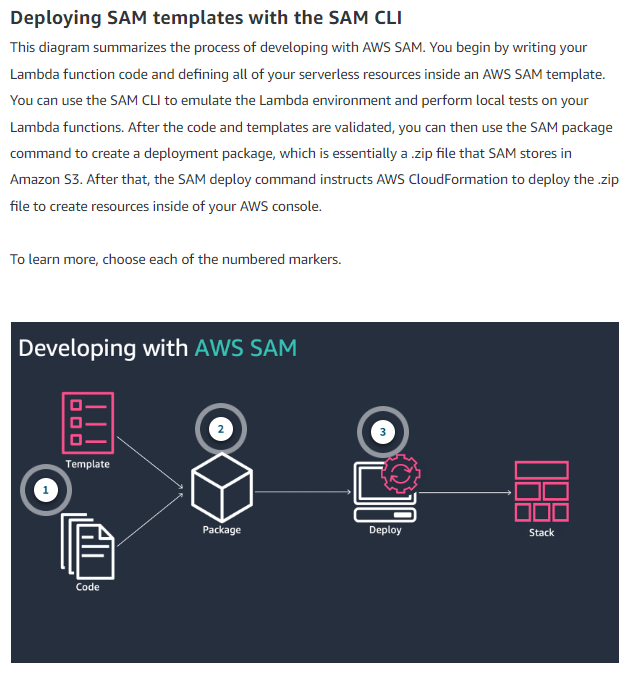 Deploying SAM templates with the SAM CLI
This diagram summarizes the process of developing with AWS SAM. You begin by writing your
Lambda function code and defining all of your serverless resources inside an AWS SAM template.
You can use the SAM CLI to emulate the Lambda environment and perform local tests on your
Lambda functions. After the code and templates are validated, you can then use the SAM package
command to create a deployment package, which is essentially a .zip file that SAM stores in
Amazon S3. After that, the SAM deploy command instructs AWS CloudFormation to deploy the .zip
file to create resources inside of your AWS console.
To learn more, choose each of the numbered markers.
Developing with AWS SAM
2
3
Template
1
Package
Deploy
Stack
Code